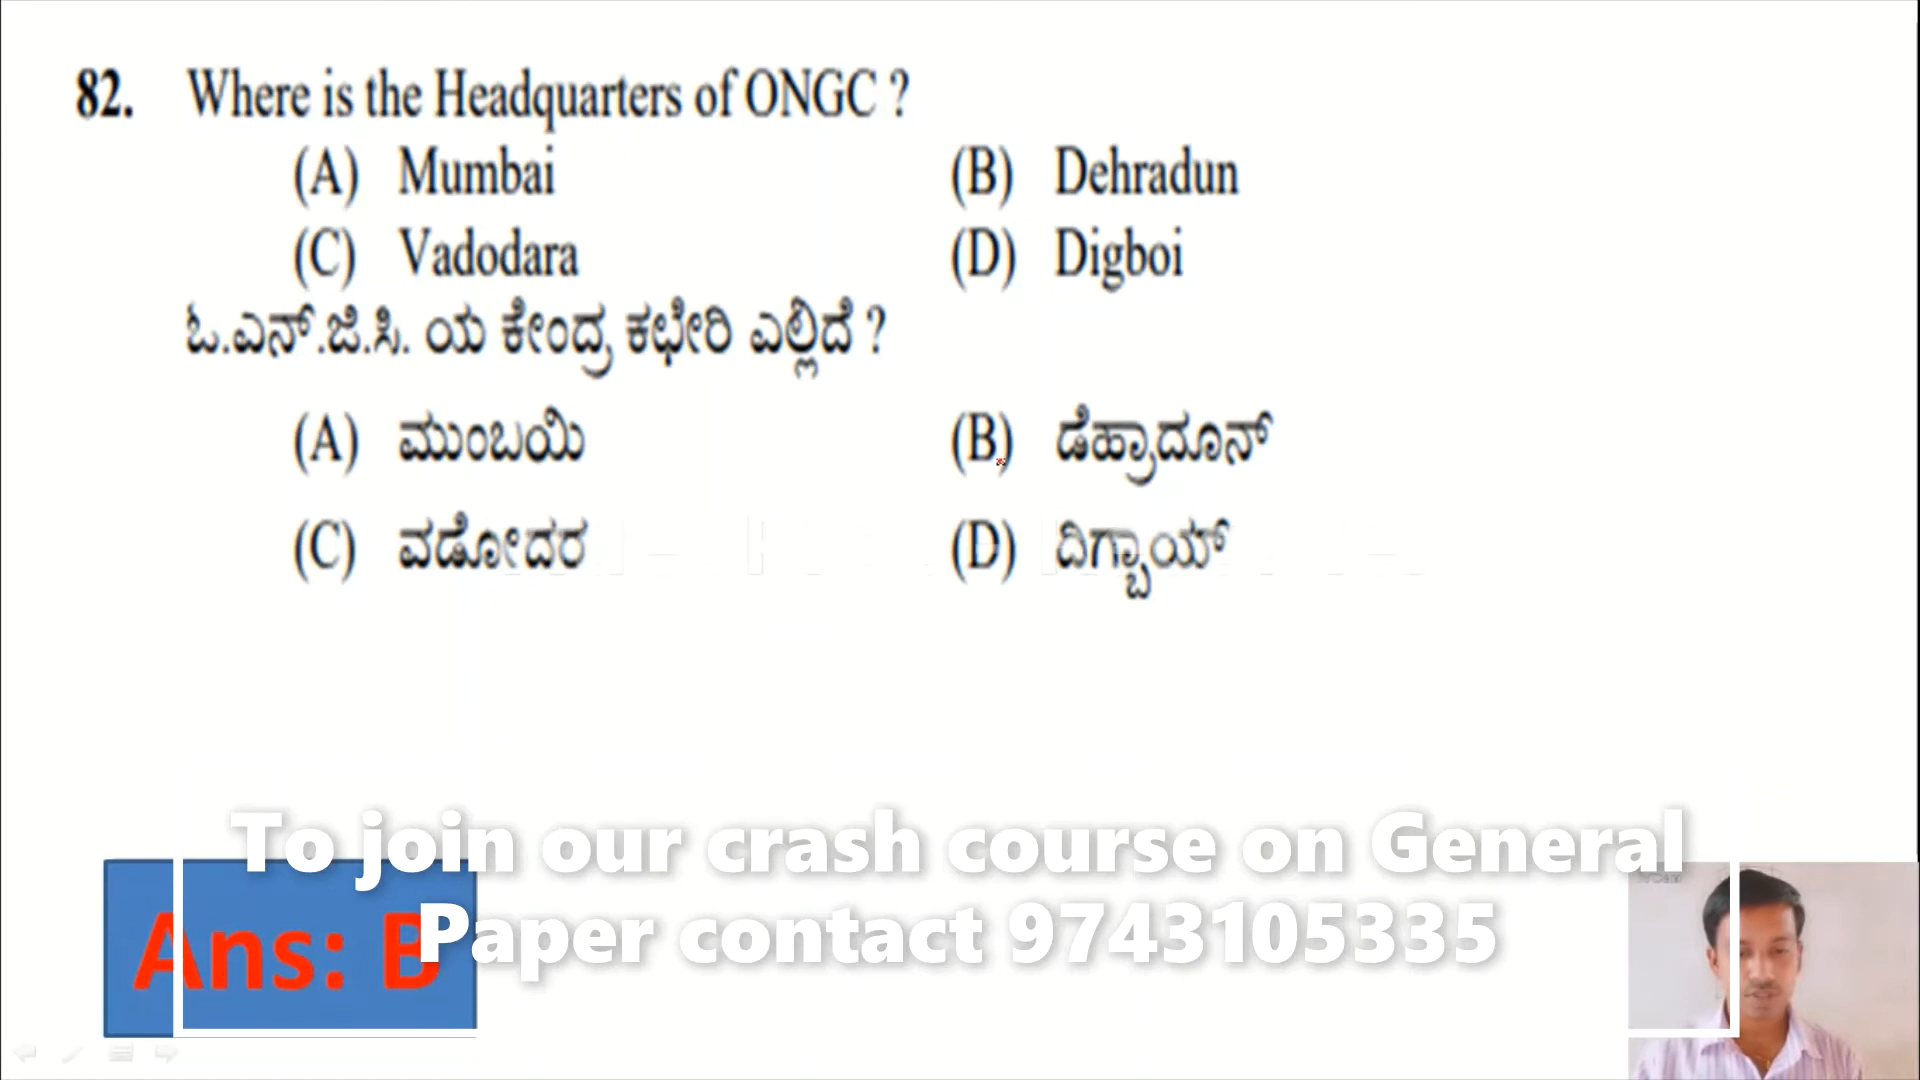 82. Where is the Headquarters of ONGC ?
(A) Mumbai (B) Dehradun
(C) Vadodara (D) Digboi
ಓ.ಎನ್.ಜಿ.ಸಿ. ಯ ಕೇಂದ್ರ ಕಛೇರಿ ಎಲ್ಲಿದೆ ?
(A) ಮುಂಬಯಿ (B) ಡೆಹ್ರಾದೂನ್
(C) ವಡೋದರ (D) ದಿಗ್ಬಾಯ್
To join our crash course on General
Paper contact 9743105335
Ans: B